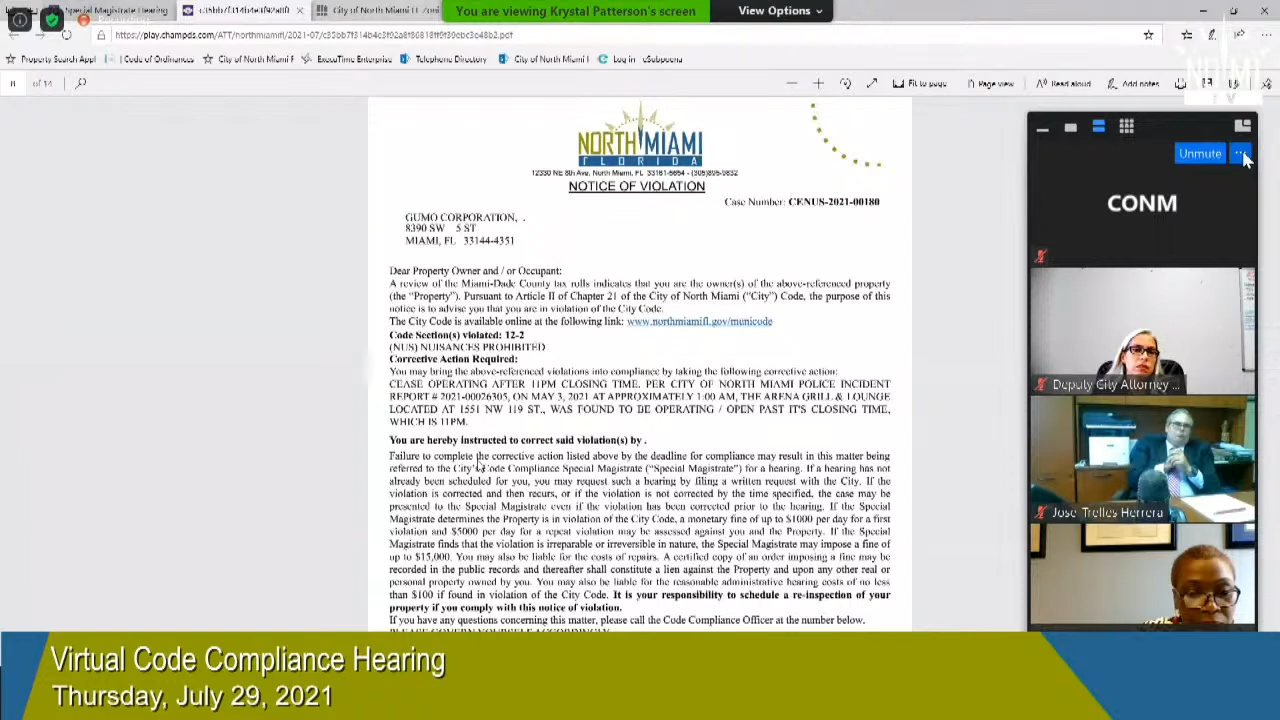 Special Magistrate Hearing
City of North Miami
You are viewing Krystal Patterson's screen
View Options
Recording
of 14
Property Search Appl
Code of Ordinances
City of North Miami F
ExecuTime Enterprise
Telephone Directory
City of North Miami I
Log in - eSubpoena
Fit to page
Page view
Read aloud
Add notes
NORTH MIAMI
FLORIDA
12330 NE 8th Ave, North Miami, FL 33161-5654 - (305)895-9832
NOTICE OF VIOLATION
Case Number: CENUS-2021-00180
GUMO CORPORATION, .
8390 SW 5 ST
MIAMI, FL 33144-4351
Dear Property Owner and / or Occupant:
A review of the Miami-Dade County tax rolls indicates that you are the owner(s) of the above-referenced property
(the "Property"). Pursuant to Article II of Chapter 21 of the City of North Miami ("City") Code, the purpose of this
notice is to advise you that you are in violation of the City Code.
The City Code is available online at the following link: www.northmiamifl.gov/municode
Code Section(s) violated: 12-2
(NUS) NUISANCES PROHIBITED
Corrective Action Required:
You may bring the above-referenced violations into compliance by taking the following corrective action:
CEASE OPERATING AFTER 11PM CLOSING TIME. PER CITY OF NORTH MIAMI POLICE INCIDENT
REPORT # 2021-00026305, ON MAY 3, 2021 AT APPROXIMATELY 1:00 AM, THE ARENA GRILL & LOUNGE
LOCATED AT 1551 NW 119 ST., WAS FOUND TO BE OPERATING / OPEN PAST IT'S CLOSING TIME,
WHICH IS 11PM.
You are hereby instructed to correct said violation(s) by .
Failure to complete the corrective action listed above by the deadline for compliance may result in this matter being
referred to the City's Code Compliance Special Magistrate ("Special Magistrate") for a hearing. If a hearing has not
already been scheduled for you, you may request such a hearing by filing a written request with the City. If the
violation is corrected and then recurs, or if the violation is not corrected by the time specified, the case may be
presented to the Special Magistrate even if the violation has been corrected prior to the hearing. If the Special
Magistrate determines the Property is in violation of the City Code, a monetary fine of up to $1000 per day for a first
violation and $5000 per day for a repeat violation may be assessed against you and the Property. If the Special
Magistrate finds that the violation is irreparable or irreversible in nature, the Special Magistrate may impose a fine of
up to $15,000. You may also be liable for the costs of repairs. A certified copy of an order imposing a fine may be
recorded in the public records and thereafter shall constitute a lien against the Property and upon any other real or
personal property owned by you. You may also be liable for the reasonable administrative hearing costs of no less
than $100 if found in violation of the City Code. It is your responsibility to schedule a re-inspection of your
property if you comply with this notice of violation.
If you have any questions concerning this matter, please call the Code Compliance Officer at the number below.
PLEASE GOVERN YOURSELF ACCORDINGLY
Unmute
CONM
Deputy City Attorney ...
Jose Trelles Herrera
Virtual Code Compliance Hearing
Thursday, July 29, 2021